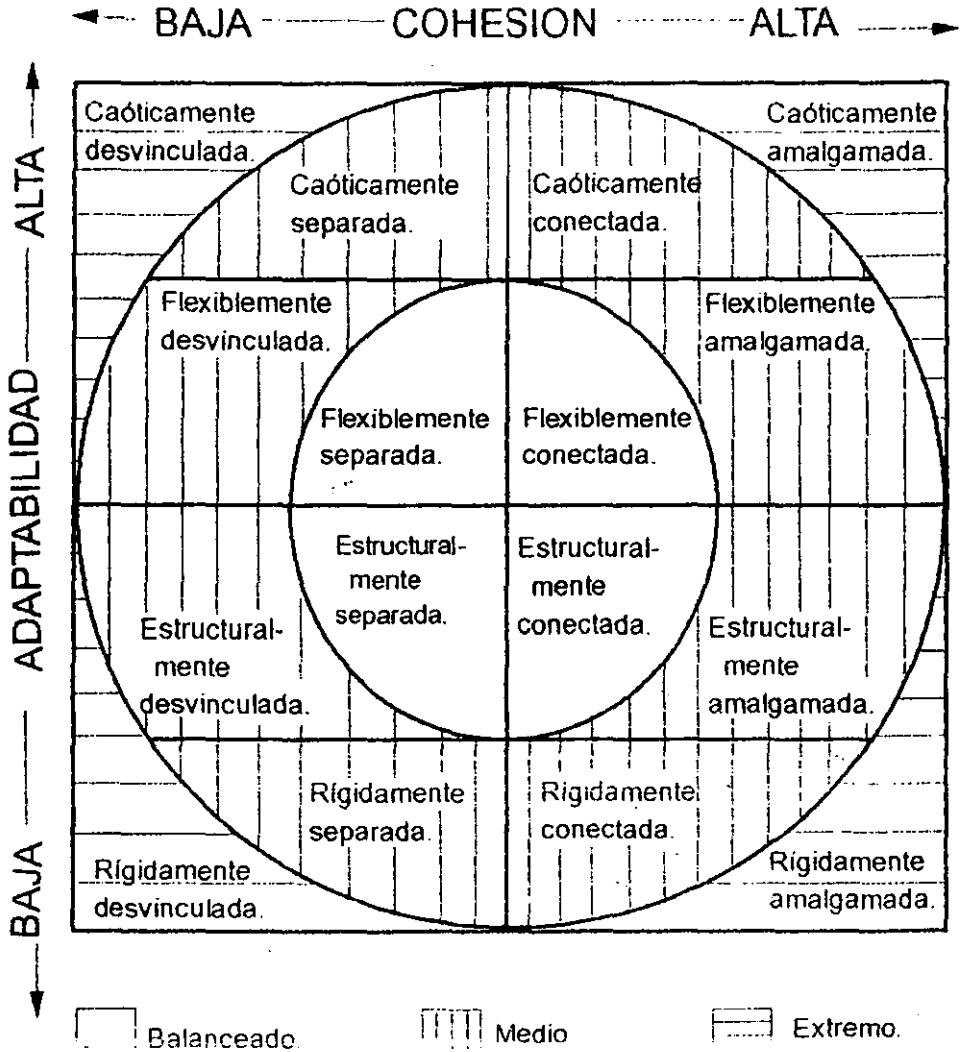 BAJA COHESION ALTA
ALTA
ADAPTABILIDAD
BAJA
Caóticamente
desvinculada.
Caóticamente
separada.
Caóticamente
conectada.
Caóticamente
amalgamada.
Flexiblemente
desvinculada.
Flexiblemente
separada.
Flexiblemente
conectada.
Flexiblemente
amalgamada.
Estructural-
mente
desvinculada.
Estructural-
mente
separada.
Estructural-
mente
conectada.
Estructural-
mente
amalgamada.
Rígidamente
desvinculada.
Rígidamente
separada.
Rígidamente
conectada.
Rígidamente
amalgamada.
Balanceado. Medio Extremo.